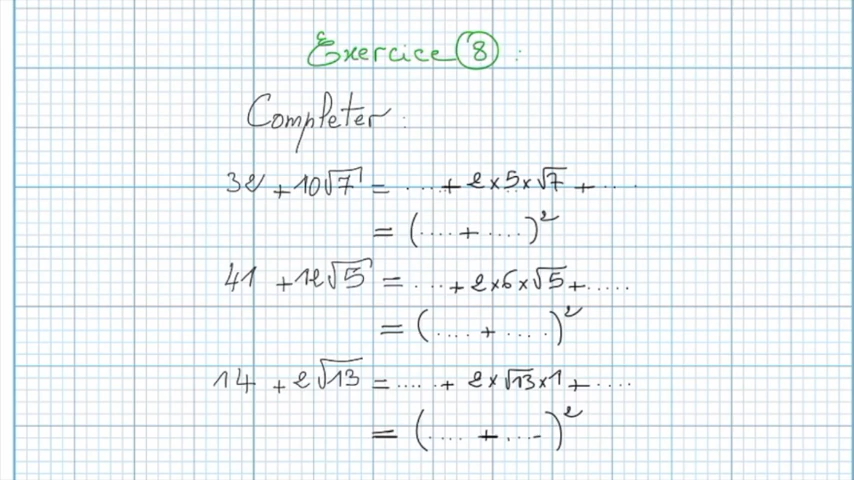 Exercice 8 :
Completer :
32 + 10√7 = .... + 2×5×√7 + ....
= (.... + ....)²
41 + 12√5 = .... + 2×6×√5 + .....
= (.... + ....)²
14 + 2√13 = ..... + 2×√13×1 + ....
= (.... + ....)²